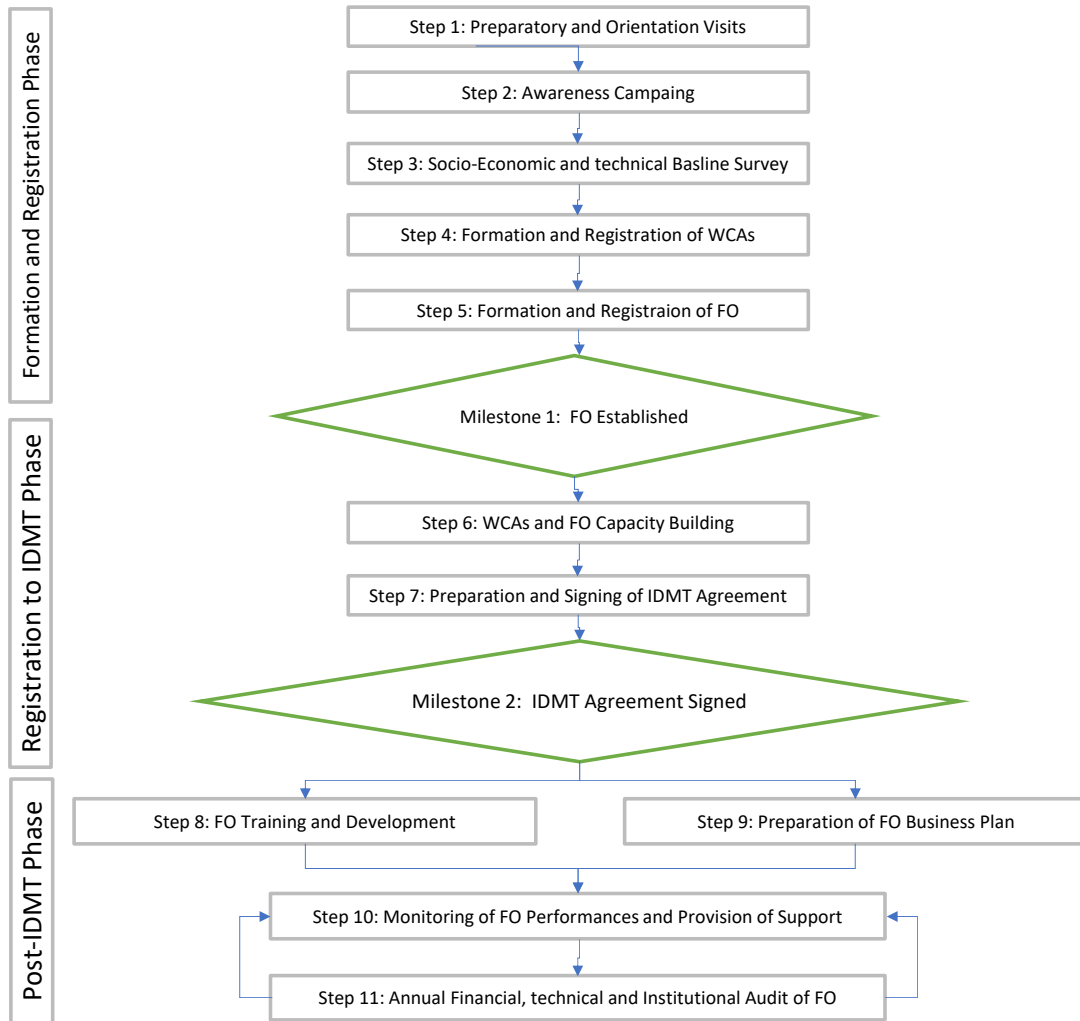 Formation and Registration Phase
Step 1: Preparatory and Orientation Visits
Step 2: Awareness Campaing
Step 3: Socio-Economic and technical Basline Survey
Step 4: Formation and Registration of WCAs
Step 5: Formation and Registraion of FO
Milestone 1: FO Established
Registration to IDMT Phase
Step 6: WCAs and FO Capacity Building
Step 7: Preparation and Signing of IDMT Agreement
Milestone 2: IDMT Agreement Signed
Post-IDMT Phase
Step 8: FO Training and Development
Step 9: Preparation of FO Business Plan
Step 10: Monitoring of FO Performances and Provision of Support
Step 11: Annual Financial, technical and Institutional Audit of FO